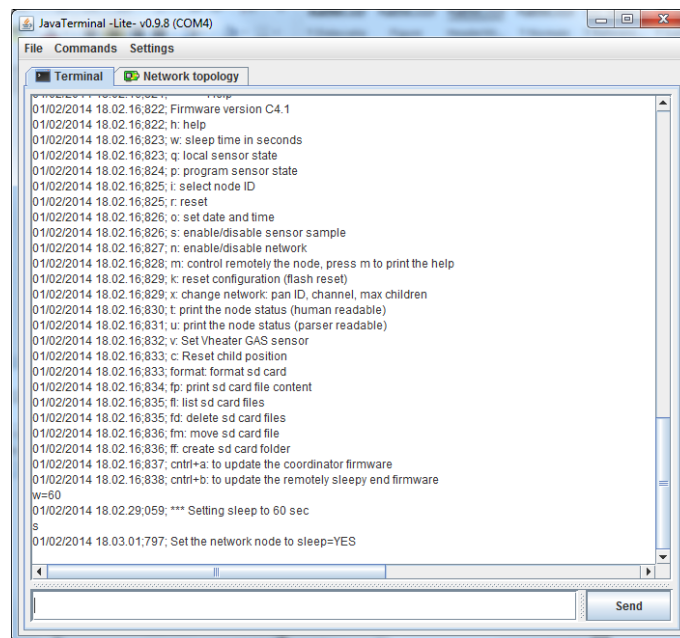 JavaTerminal -Lite- v0.9.8 (COM4)
File Commands Settings
Terminal Network topology
01/02/2014 18.02.16;822; Firmware version C4.1
01/02/2014 18.02.16;822; h: help
01/02/2014 18.02.16;823; w: sleep time in seconds
01/02/2014 18.02.16;823; q: local sensor state
01/02/2014 18.02.16;824; p: program sensor state
01/02/2014 18.02.16;825; i: select node ID
01/02/2014 18.02.16;825; r: reset
01/02/2014 18.02.16;826; o: set date and time
01/02/2014 18.02.16;826; s: enable/disable sensor sample
01/02/2014 18.02.16;827; n: enable/disable network
01/02/2014 18.02.16;828; m: control remotely the node, press m to print the help
01/02/2014 18.02.16;829; k: reset configuration (flash reset)
01/02/2014 18.02.16;829; x: change network: pan ID, channel, max children
01/02/2014 18.02.16;830; t: print the node status (human readable)
01/02/2014 18.02.16;831; u: print the node status (parser readable)
01/02/2014 18.02.16;832; v: Set Vheater GAS sensor
01/02/2014 18.02.16;833; c: Reset child position
01/02/2014 18.02.16;833; format: format sd card
01/02/2014 18.02.16;834; fp: print sd card file content
01/02/2014 18.02.16;835; fl: list sd card files
01/02/2014 18.02.16;835; fd: delete sd card files
01/02/2014 18.02.16;836; fm: move sd card file
01/02/2014 18.02.16;836; ff: create sd card folder
01/02/2014 18.02.16;837; cntrl+a: to update the coordinator firmware
01/02/2014 18.02.16;838; cntrl+b: to update the remotely sleepy end firmware
w=60
01/02/2014 18.02.29;059; *** Setting sleep to 60 sec
s
01/02/2014 18.03.01;797; Set the network node to sleep=YES
Send